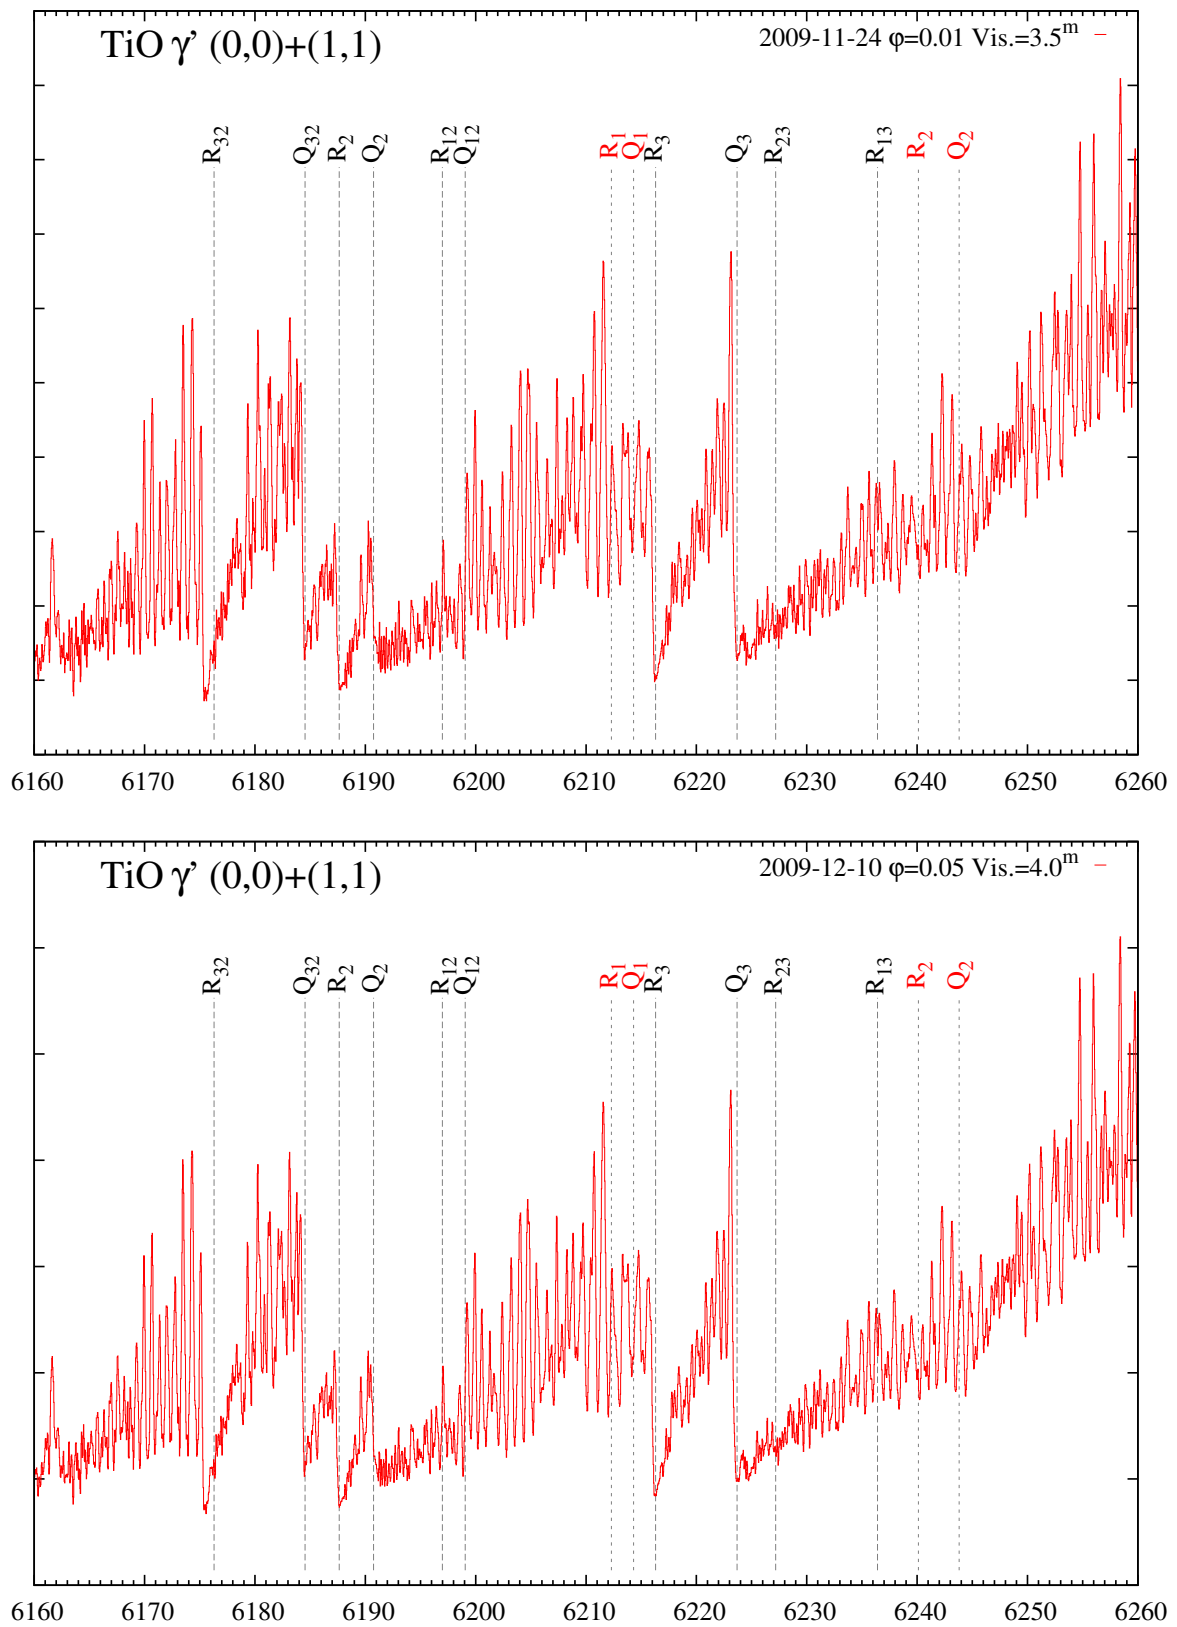 TiO γ’ (0,0)+(1,1)
2009-11-24 φ=0.01 Vis.=3.5m
R32 Q32 R2 Q2 R12 Q12 R1 Q1 R3 Q3 R23 R13 R2 Q2
6160 6170 6180 6190 6200 6210 6220 6230 6240 6250 6260
TiO γ’ (0,0)+(1,1)
2009-12-10 φ=0.05 Vis.=4.0m
R32 Q32 R2 Q2 R12 Q12 R1 Q1 R3 Q3 R23 R13 R2 Q2
6160 6170 6180 6190 6200 6210 6220 6230 6240 6250 6260